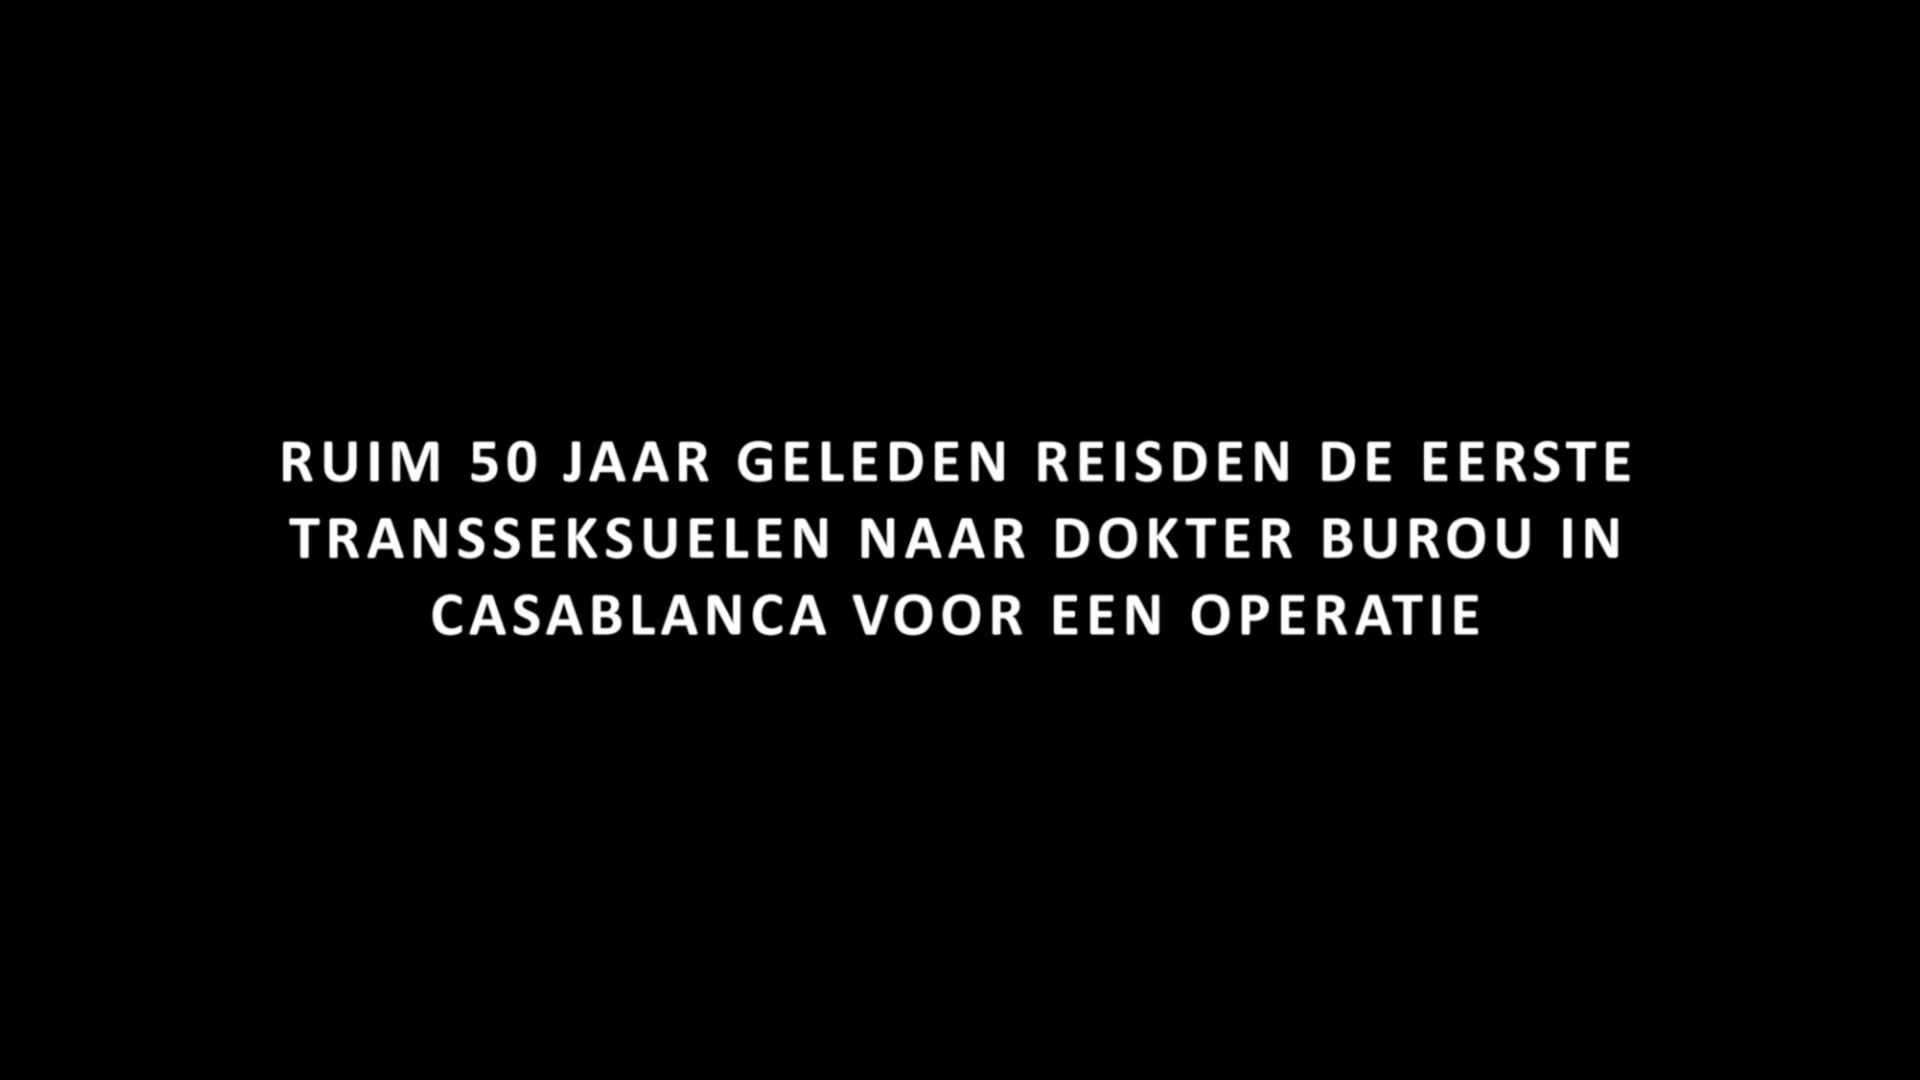 RUIM 50 JAAR GELEDEN REISDEN DE EERSTE
TRANSSEKSUELEN NAAR DOKTER BUROU IN
CASABLANCA VOOR EEN OPERATIE